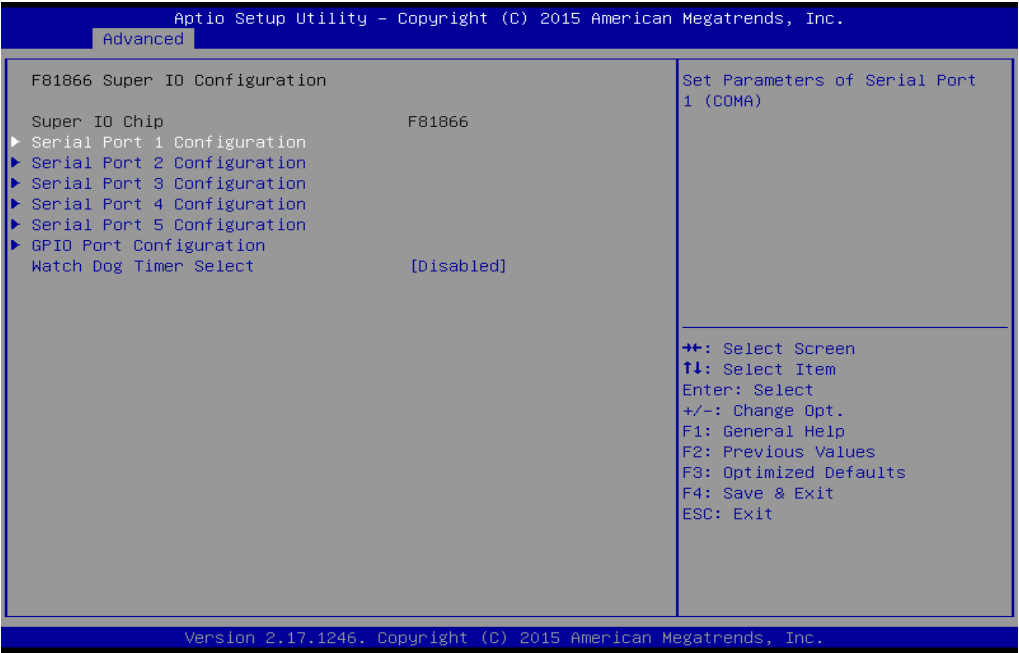 Aptio Setup Utility – Copyright (C) 2015 American Megatrends, Inc.
Advanced
F81866 Super IO Configuration
Super IO Chip F81866
▶ Serial Port 1 Configuration
▶ Serial Port 2 Configuration
▶ Serial Port 3 Configuration
▶ Serial Port 4 Configuration
▶ Serial Port 5 Configuration
▶ GPIO Port Configuration
Watch Dog Timer Select [Disabled]
Set Parameters of Serial Port
1 (COMA)
→←: Select Screen
↑↓: Select Item
Enter: Select
+/-: Change Opt.
F1: General Help
F2: Previous Values
F3: Optimized Defaults
F4: Save & Exit
ESC: Exit
Version 2.17.1246. Copyright (C) 2015 American Megatrends, Inc.